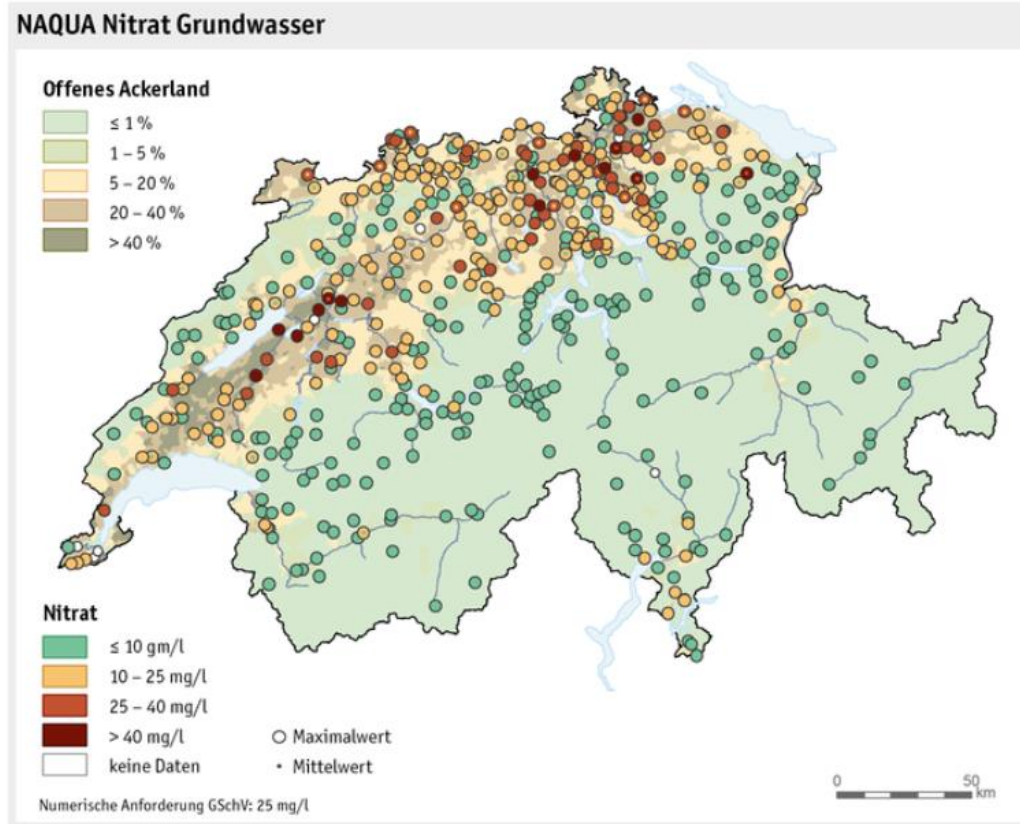 NAQUA Nitrat Grundwasser
Offenes Ackerland
≤ 1 %
1 – 5 %
5 – 20 %
20 – 40 %
> 40 %
Nitrat
≤ 10 gm/l
10 – 25 mg/l
25 – 40 mg/l
> 40 mg/l
keine Daten
Maximalwert
Mittelwert
Numerische Anforderung GSchV: 25 mg/l
0 50
km